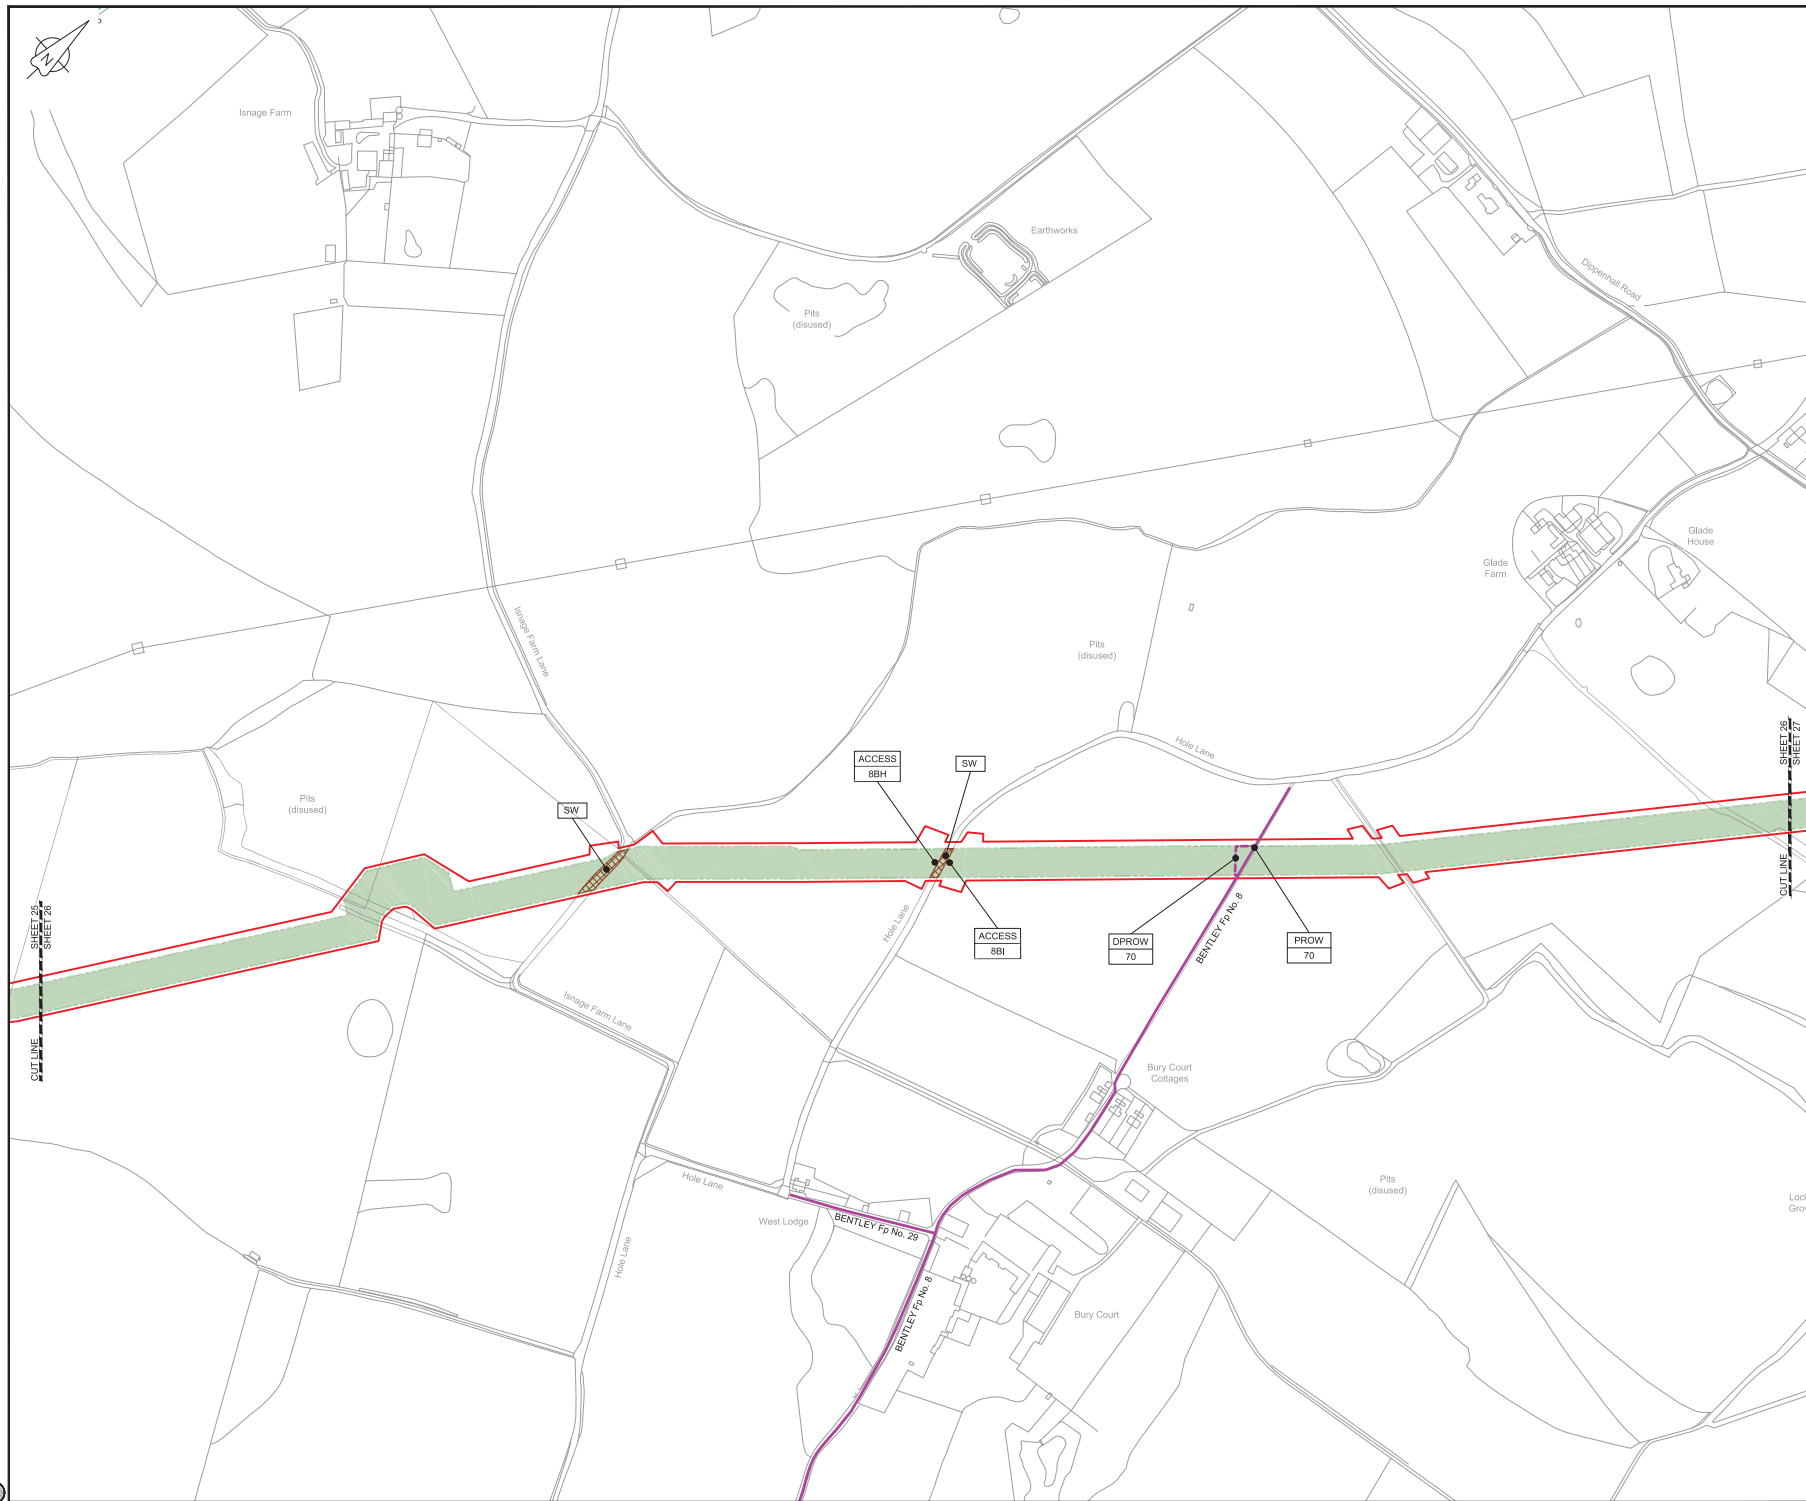 N
Isnage Farm
Earthworks
Dippenhall Road
Pits
(disused)
Glade
House
Glade
Farm
Isnage Farm Lane
Pits
(disused)
Hole Lane
SHEET 26
SHEET 27
CUT LINE
ACCESS
8BH
SW
Pits
(disused)
SW
SHEET 25
SHEET 26
CUT LINE
Hole Lane
ACCESS
8BI
DPROW
70
BENTLEY Fp No. 8
PROW
70
Isnage Farm Lane
Bury Court
Cottages
Hole Lane
West Lodge
BENTLEY Fp No. 29
Pits
(disused)
Hole Lane
BENTLEY Fp No. 8
Bury Court